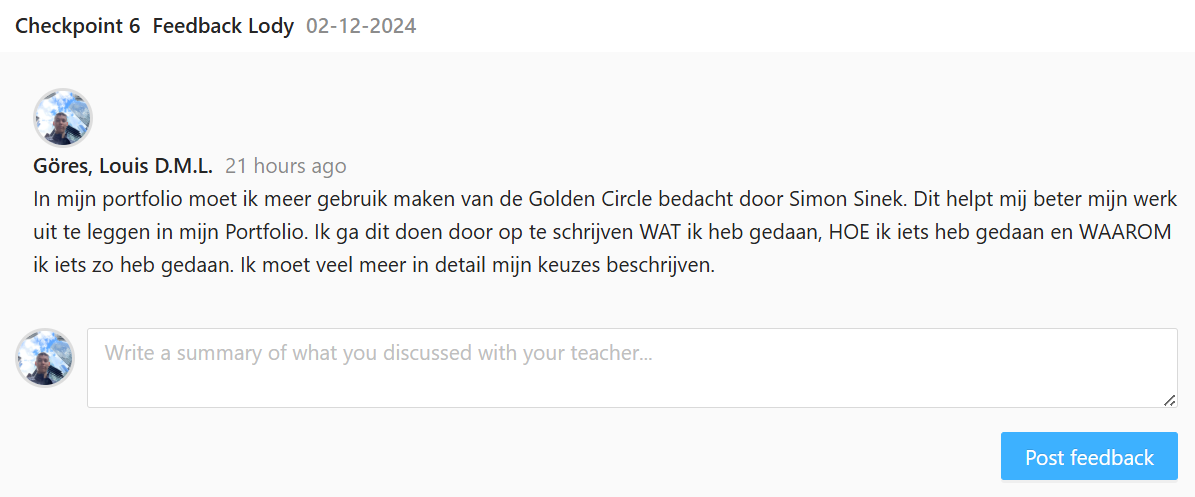 Checkpoint 6 Feedback Lody 02-12-2024
Göres, Louis D.M.L. 21 hours ago
In mijn portfolio moet ik meer gebruik maken van de Golden Circle bedacht door Simon Sinek. Dit helpt mij beter mijn werk
uit te leggen in mijn Portfolio. Ik ga dit doen door op te schrijven WAT ik heb gedaan, HOE ik iets heb gedaan en WAAROM
ik iets zo heb gedaan. Ik moet veel meer in detail mijn keuzes beschrijven.
Write a summary of what you discussed with your teacher...
Post feedback